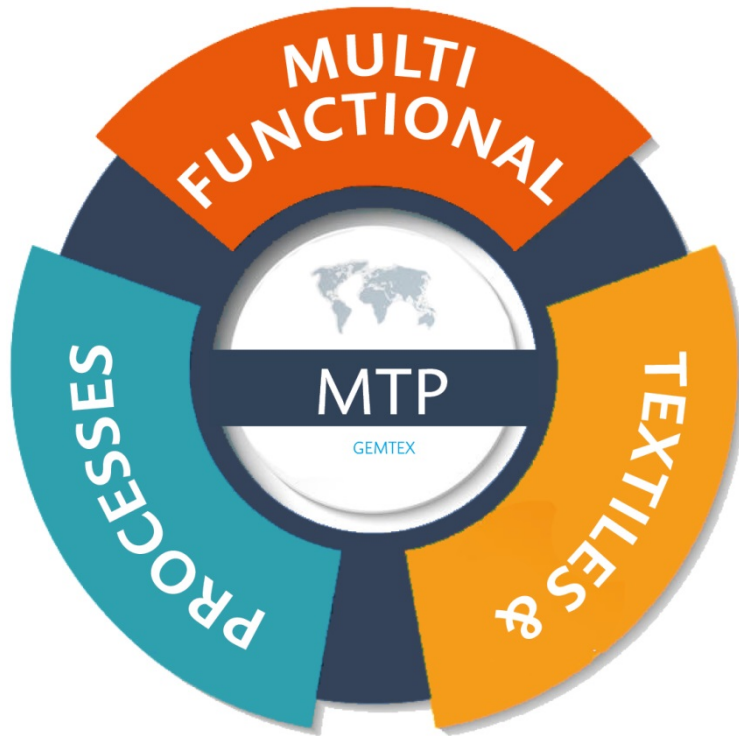 MULTI
FUNCTIONAL
TEXTILES &
PROCESSES
MTP
GEMTEX